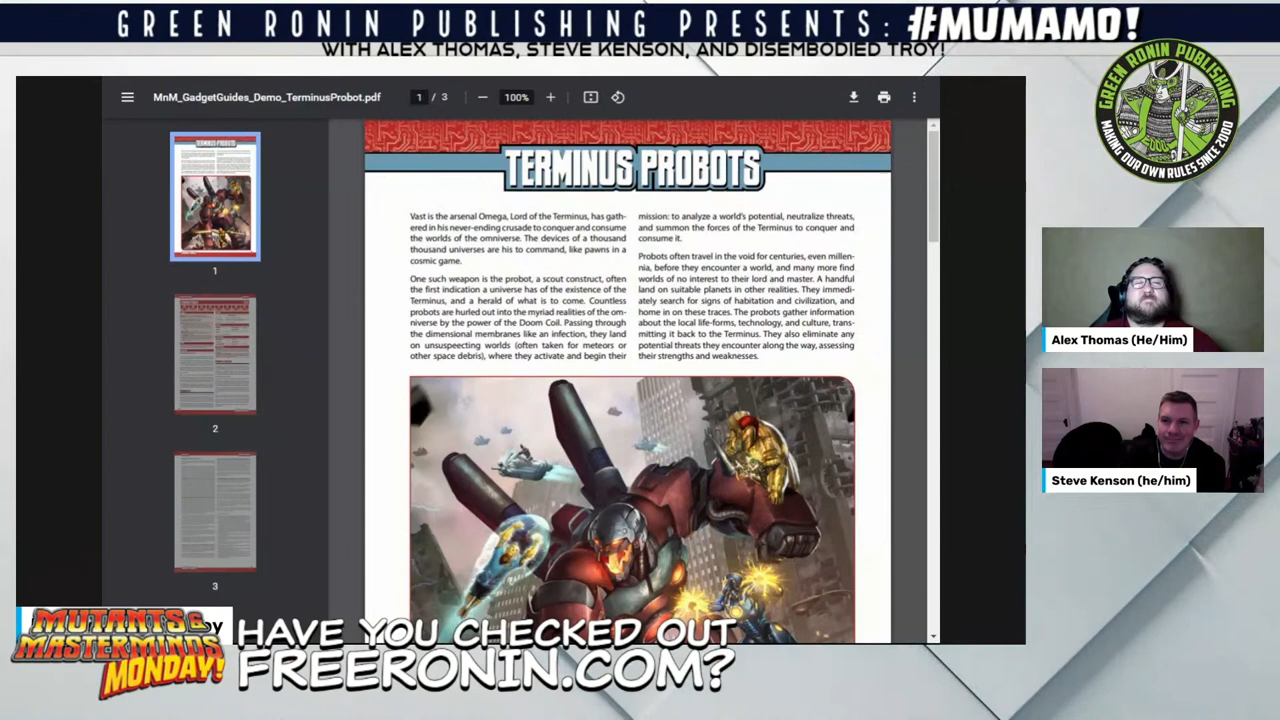 GREEN RONIN PUBLISHING PRESENTS: #MUMAMO!
WITH ALEX THOMAS, STEVE KENSON, AND DISEMBODIED TROY!
GREEN RONIN PUBLISHING
MAKING OUR OWN RULES SINCE 2000
MnM_GadgetGuides_Demo_TerminusProbot.pdf
1 / 3
100%
TERMINUS PROBOTS
Vast is the arsenal Omega, Lord of the Terminus, has gath-
ered in his never-ending crusade to conquer and consume
the worlds of the omniverse. The devices of a thousand
thousand universes are his to command, like pawns in a
cosmic game.
One such weapon is the probot, a scout construct, often
the first indication a universe has of the existence of the
Terminus, and a herald of what is to come. Countless
probots are hurled out into the myriad realities of the om-
niverse by the power of the Doom Coil. Passing through
the dimensional membranes like an infection, they land
on unsuspecting worlds (often taken for meteors or
other space debris), where they activate and begin their
mission: to analyze a world's potential, neutralize threats,
and summon the forces of the Terminus to conquer and
consume it.
Probots often travel in the void for centuries, even millen-
nia, before they encounter a world, and many more find
worlds of no interest to their lord and master. A handful
land on suitable planets in other realities. They immedi-
ately search for signs of habitation and civilization, and
home in on these traces. The probots gather information
about the local life-forms, technology, and culture, trans-
mitting it back to the Terminus. They also eliminate any
potential threats they encounter along the way, assessing
their strengths and weaknesses.
1
2
3
Alex Thomas (He/Him)
Steve Kenson (he/him)
MUTANTS &
MASTERMINDS
MONDAY!
HAVE YOU CHECKED OUT
FREERONIN.COM?